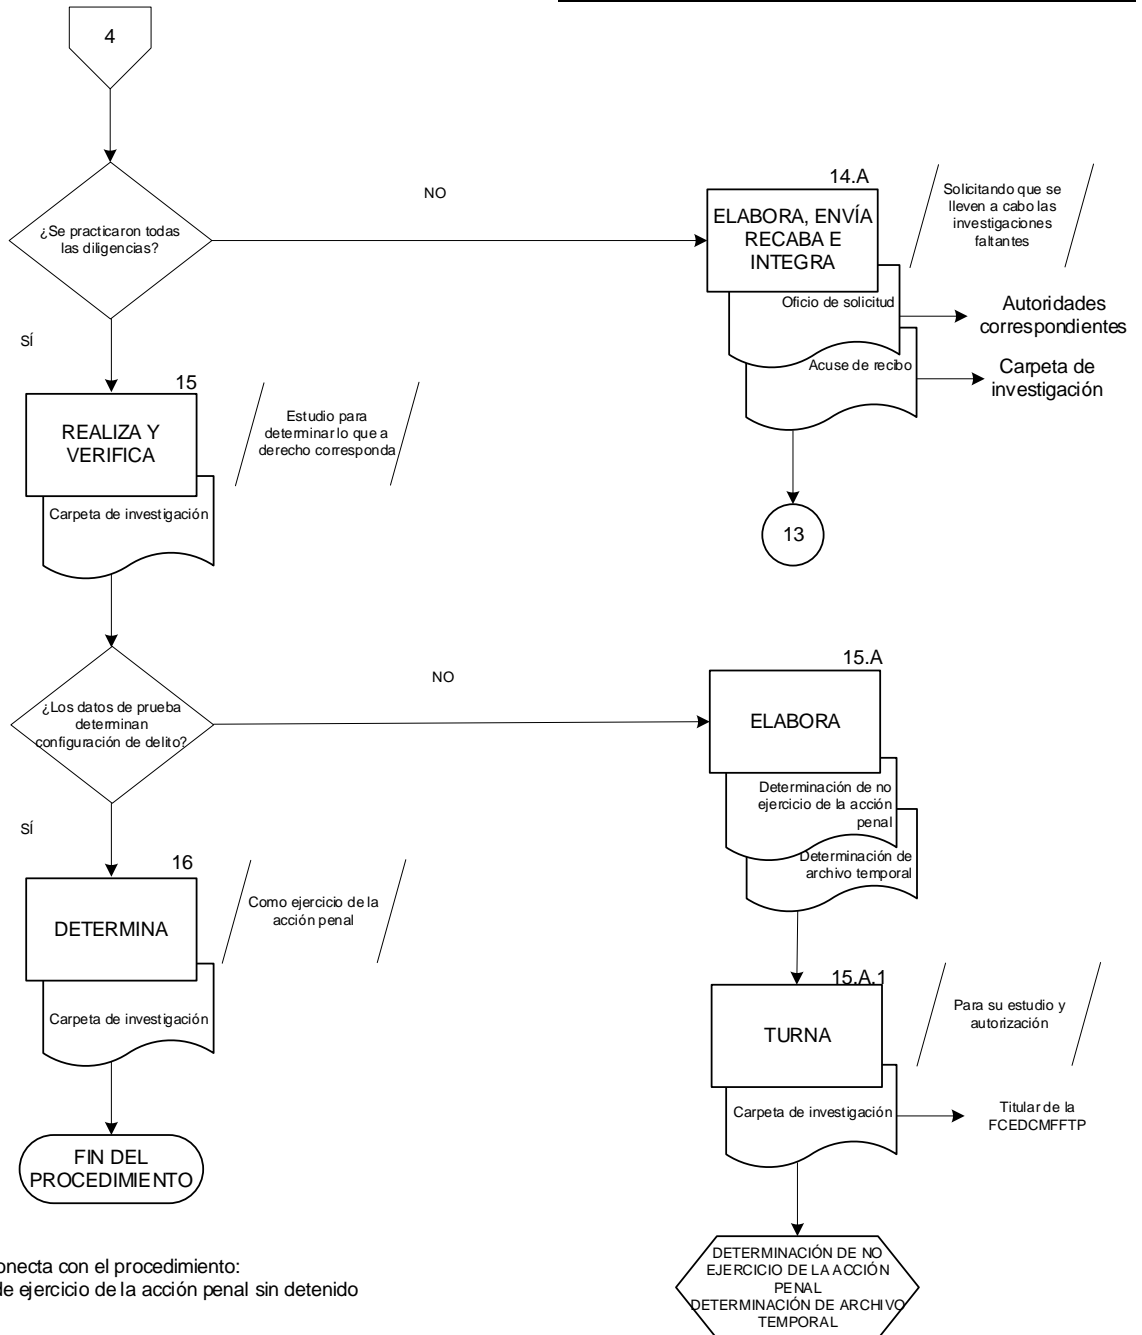 4
¿Se practicaron todas
las diligencias?
NO
14.A
ELABORA, ENVÍA
RECABA E
INTEGRA
Solicitando que se
lleven a cabo las
investigaciones
faltantes
Oficio de solicitud
Autoridades
correspondientes
Acuse de recibo
Carpeta de
investigación
13
SÍ
15
REALIZA Y
VERIFICA
Estudio para
determinar lo que a
derecho corresponda
Carpeta de investigación
¿Los datos de prueba
determinan
configuración de delito?
NO
15.A
ELABORA
Determinación de no
ejercicio de la acción
penal
Determinación de
archivo temporal
SÍ
16
DETERMINA
Como ejercicio de la
acción penal
Carpeta de investigación
15.A.1
TURNA
Para su estudio y
autorización
Carpeta de investigación
Titular de la
FCEDCMFFTP
FIN DEL
PROCEDIMIENTO
DETERMINACIÓN DE NO
EJERCICIO DE LA ACCIÓN
PENAL
DETERMINACIÓN DE ARCHIVO
TEMPORAL
onecta con el procedimiento:
de ejercicio de la acción penal sin detenido